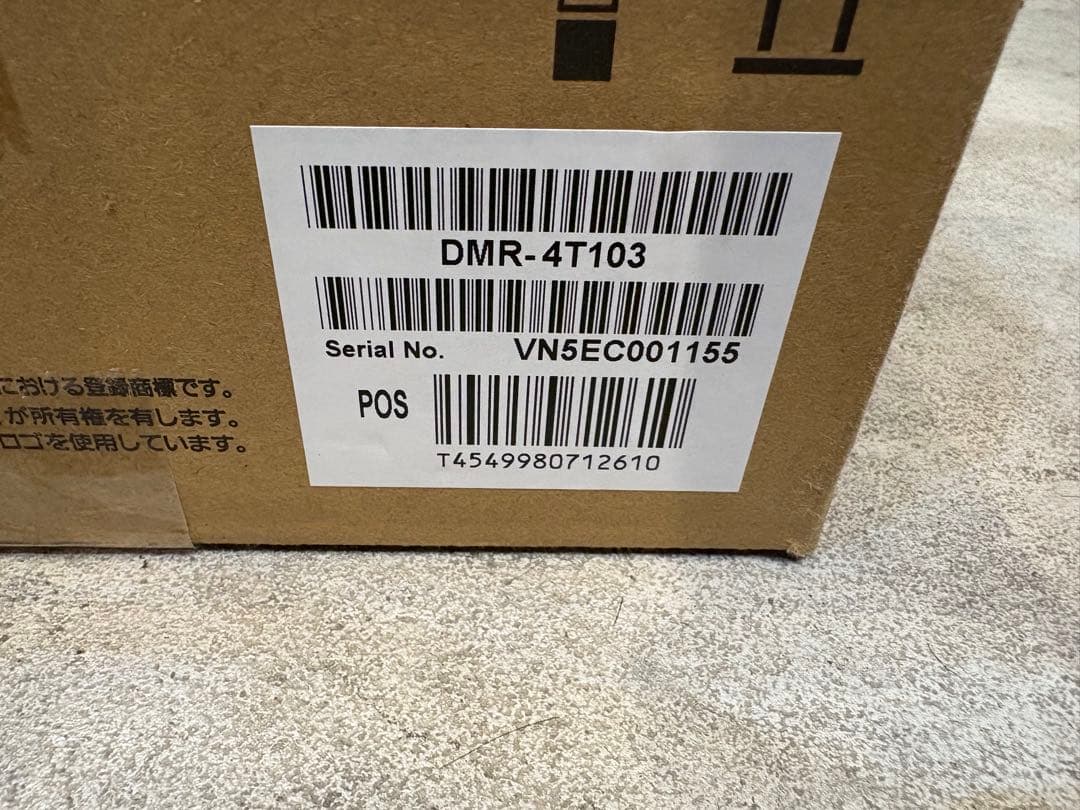 DMR-4T103
Serial No. VN5EC001155
POS
T4549980712610
における登録商標です。
が所有権を有します。
ロゴを使用しています。